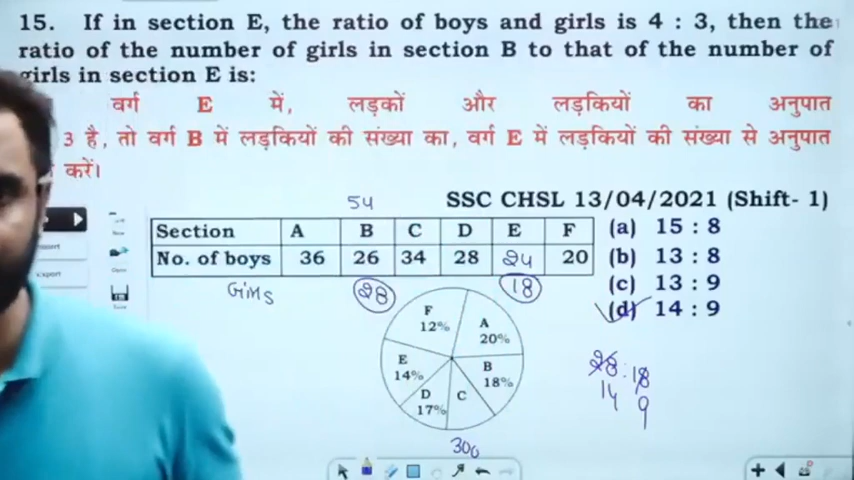 15. If in section E, the ratio of boys and girls is 4 : 3, then the
ratio of the number of girls in section B to that of the number of
girls in section E is:
वर्ग E में, लड़कों और लड़कियों का अनुपात
3 है, तो वर्ग B में लड़कियों की संख्या का, वर्ग E में लड़कियों की संख्या से अनुपात
करें।
54 SSC CHSL 13/04/2021 (Shift- 1)
Section A B C D E F
No. of boys 36 26 34 28 24 20
Girls 28 18
(a) 15 : 8
(b) 13 : 8
(c) 13 : 9
(d) 14 : 9
F
12%
A
20%
E
14%
B
18%
D
17%
C
300
28 : 18
14 9